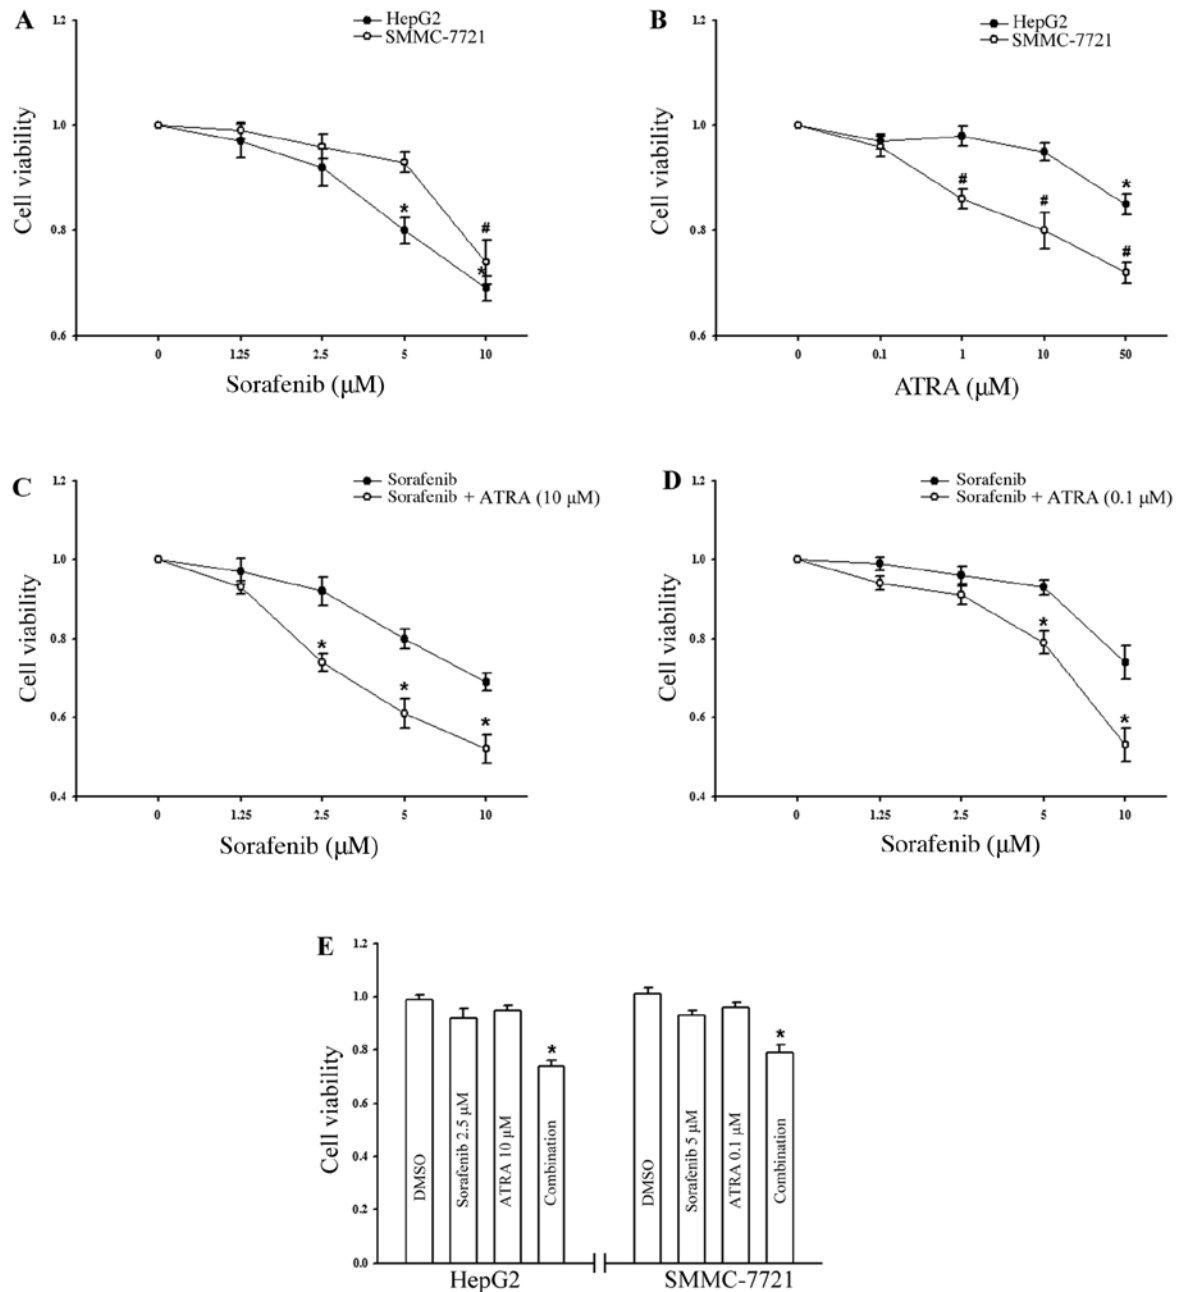 A
1.2
1.0
0.8
0.6
Cell viability
HepG2
SMMC-7721
0
1.25
2.5
5
10
*
*
#
Sorafenib (μM)
B
1.2
1.0
0.8
0.6
Cell viability
HepG2
SMMC-7721
0
0.1
1
10
50
#
#
*
#
ATRA (μM)
C
1.2
1.0
0.8
0.6
0.4
Cell viability
Sorafenib
Sorafenib + ATRA (10 μM)
*
*
*
0
1.25
2.5
5
10
Sorafenib (μM)
D
1.2
1.0
0.8
0.6
0.4
Cell viability
Sorafenib
Sorafenib + ATRA (0.1 μM)
*
*
0
1.25
2.5
5
10
Sorafenib (μM)
E
1.2
1.0
0.8
0.6
0.4
0.2
0.0
Cell viability
DMSO
Sorafenib 2.5 μM
ATRA 10 μM
Combination
*
DMSO
Sorafenib 5 μM
ATRA 0.1 μM
Combination
*
HepG2
SMMC-7721